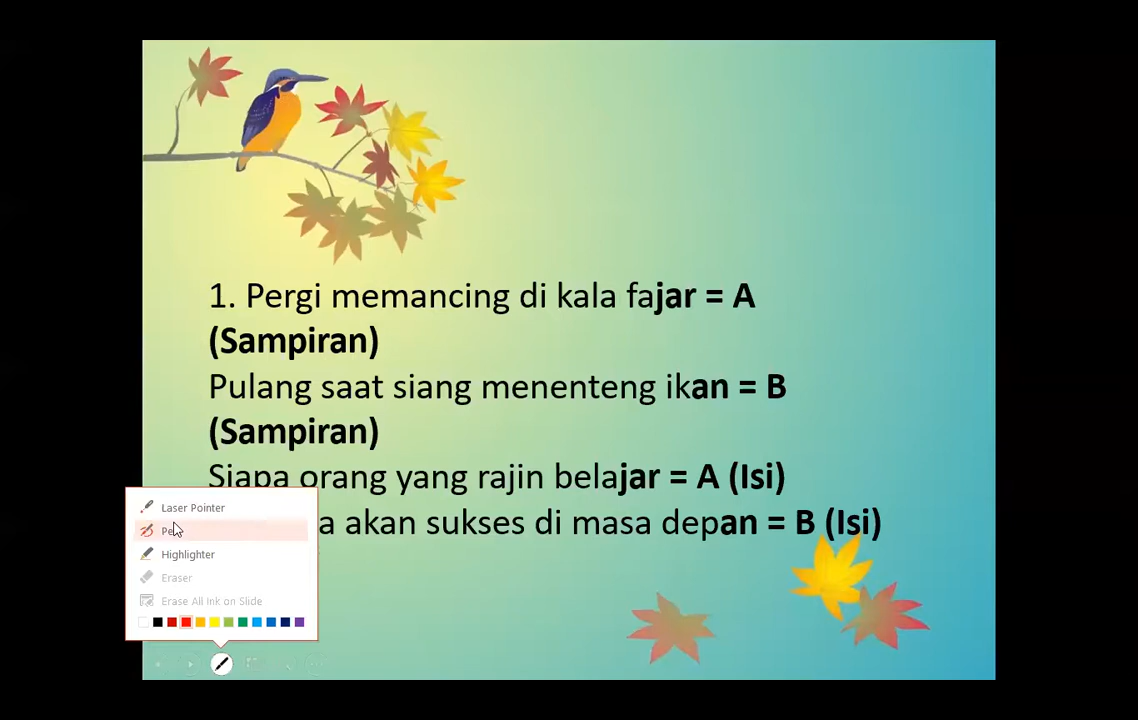 1. Pergi memancing di kala fajar = A
(Sampiran)
Pulang saat siang menenteng ikan = B
(Sampiran)
Siapa orang yang rajin belajar = A (Isi)
akan sukses di masa depan = B (Isi)
Laser Pointer
Highlighter
Eraser
Erase All Ink on Slide